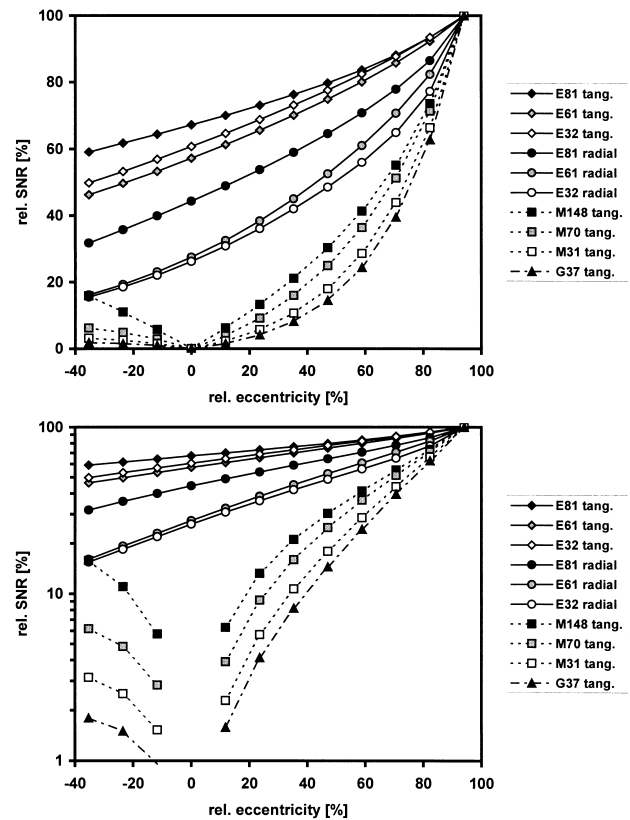 100
80
60
40
20
0
rel. SNR [%]
-40 -20 0 20 40 60 80 100
rel. eccentricity [%]
E81 tang.
E61 tang.
E32 tang.
E81 radial
E61 radial
E32 radial
M148 tang.
M70 tang.
M31 tang.
G37 tang.
100
10
1
rel. SNR [%]
-40 -20 0 20 40 60 80 100
rel. eccentricity [%]
E81 tang.
E61 tang.
E32 tang.
E81 radial
E61 radial
E32 radial
M148 tang.
M70 tang.
M31 tang.
G37 tang.